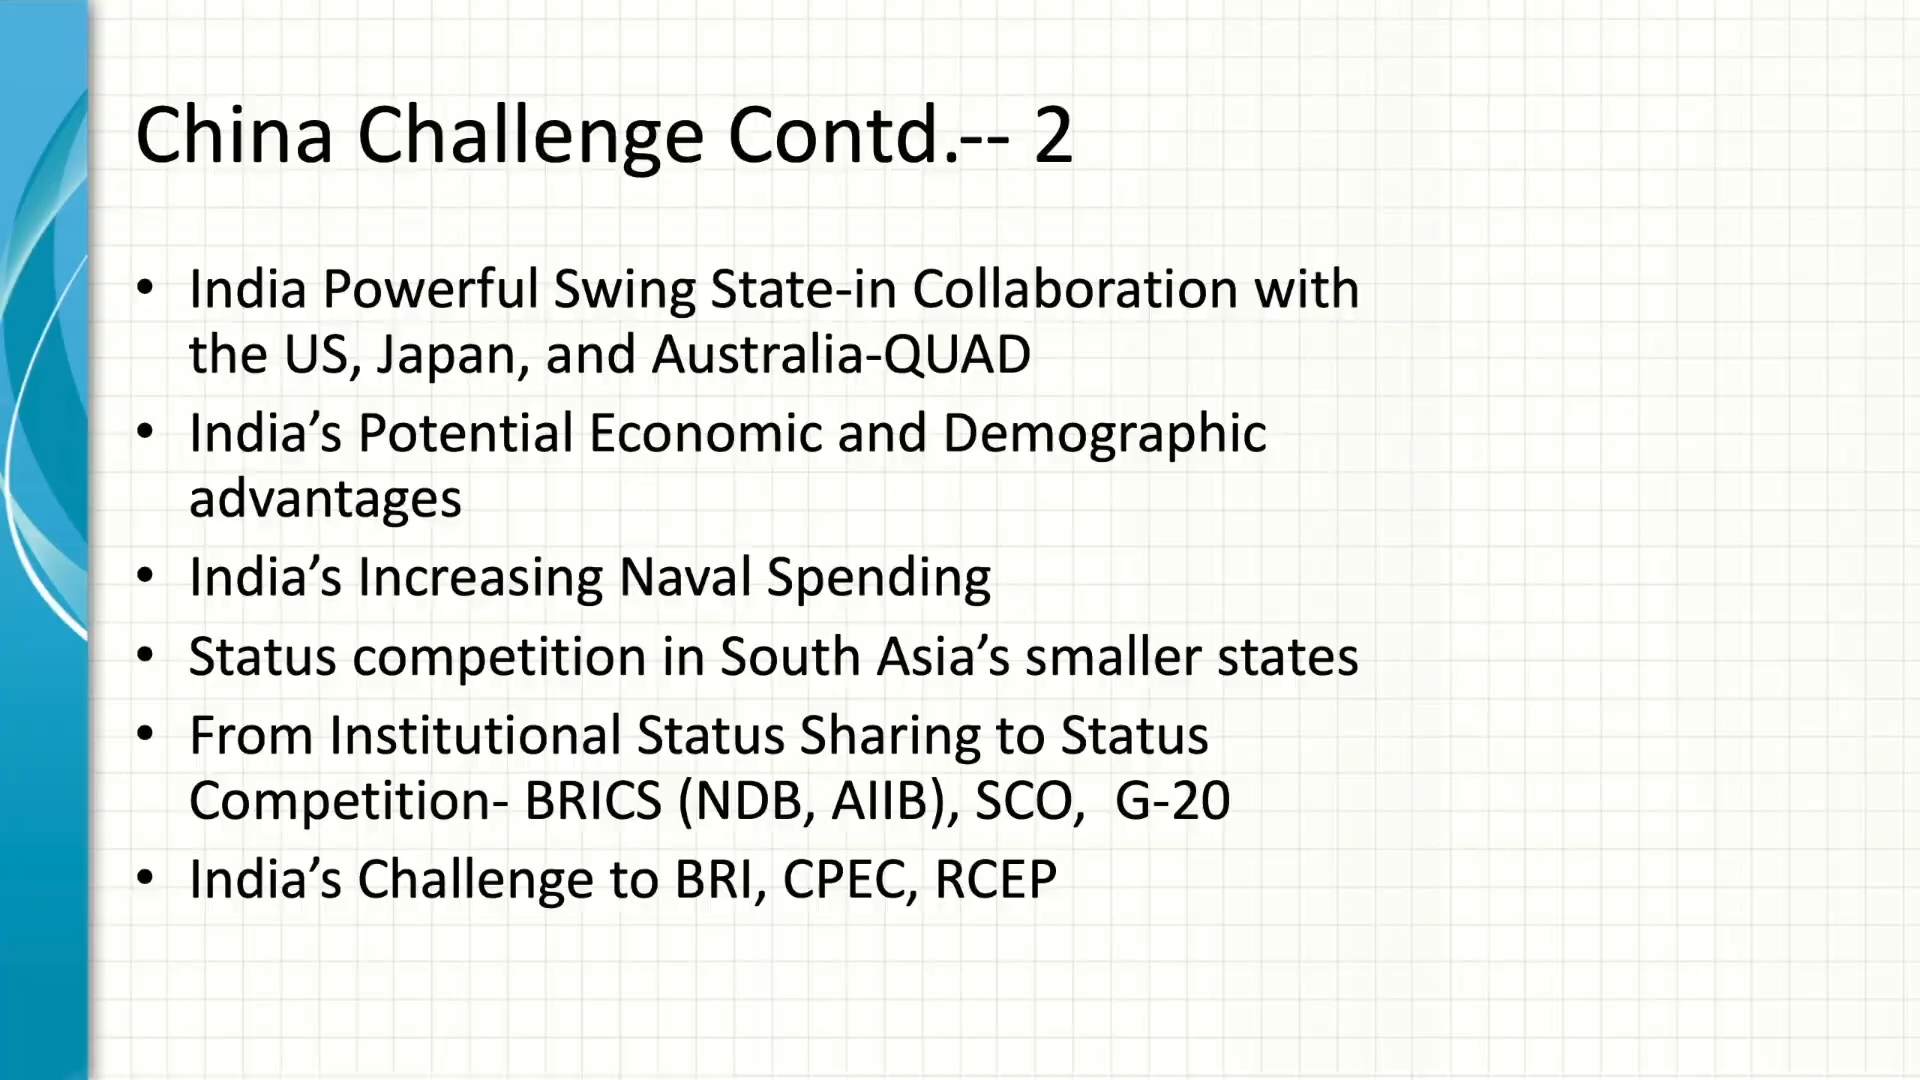 China Challenge Contd.-- 2
• India Powerful Swing State-in Collaboration with
the US, Japan, and Australia-QUAD
• India’s Potential Economic and Demographic
advantages
• India’s Increasing Naval Spending
• Status competition in South Asia’s smaller states
• From Institutional Status Sharing to Status
Competition- BRICS (NDB, AIIB), SCO,  G-20
• India’s Challenge to BRI, CPEC, RCEP